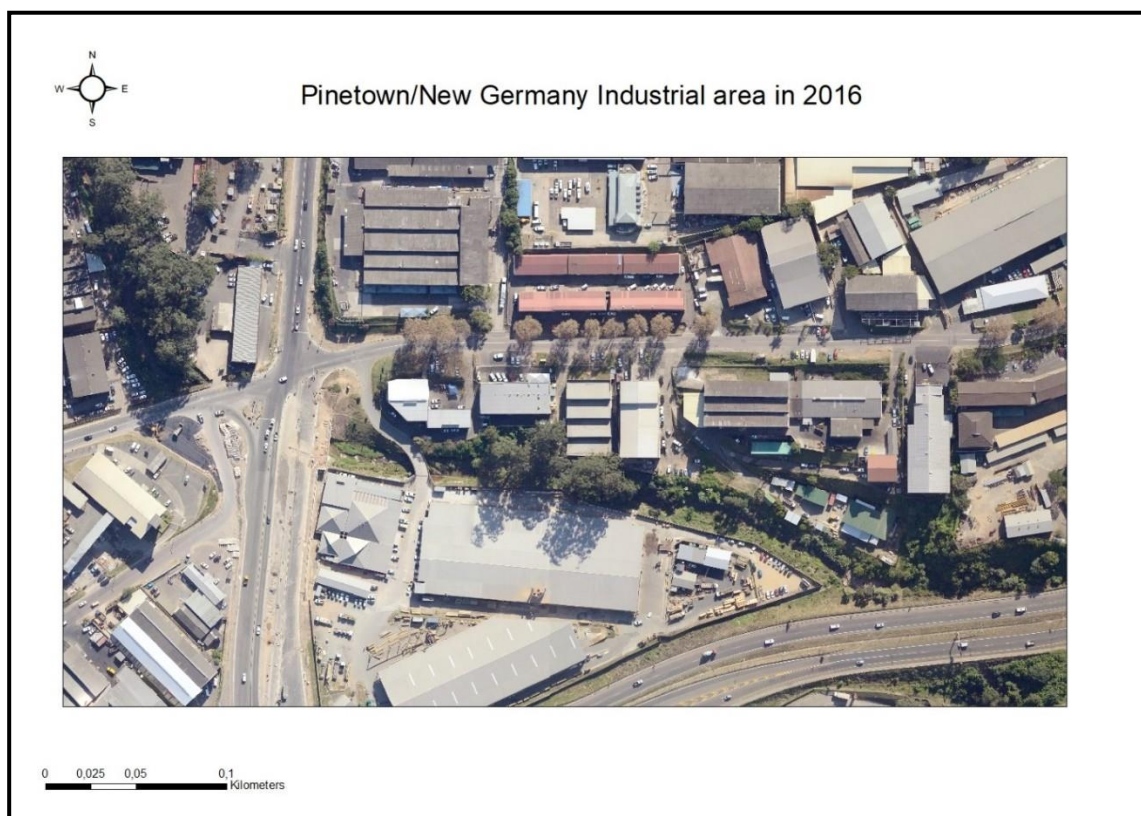 N
W E
S
Pinetown/New Germany Industrial area in 2016
0 0,025 0,05 0,1
Kilometers